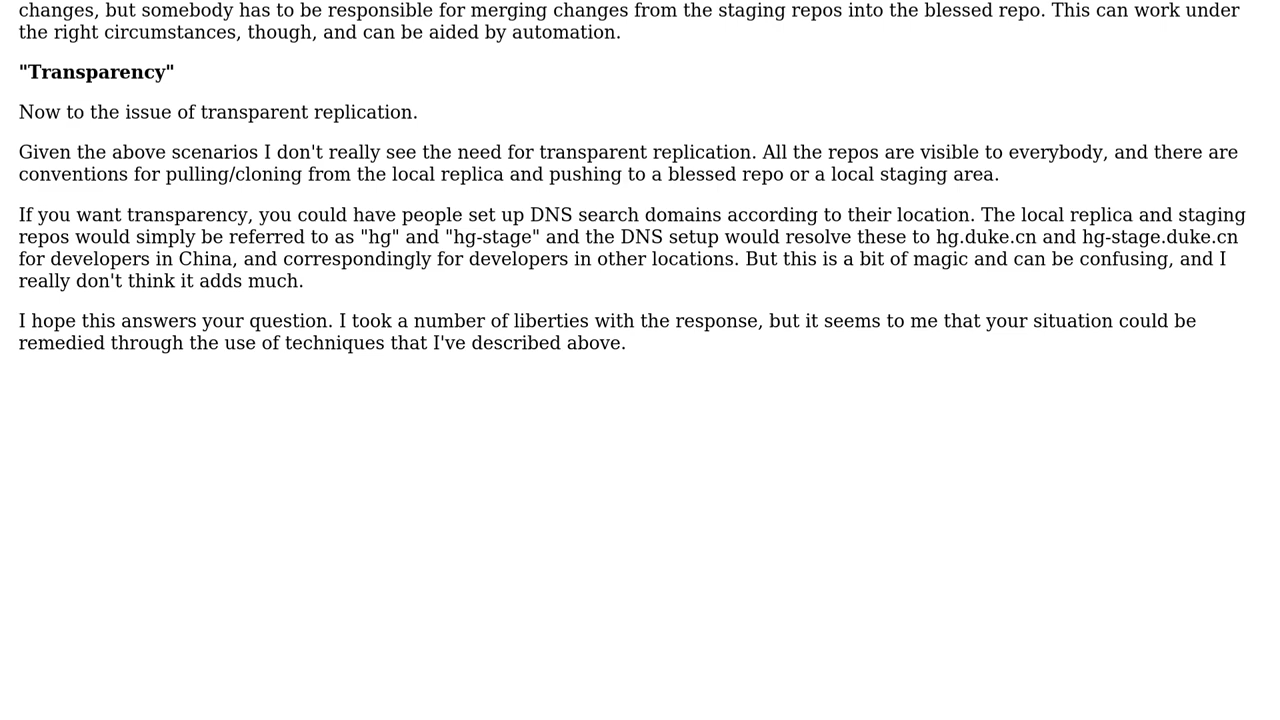 changes, but somebody has to be responsible for merging changes from the staging repos into the blessed repo. This can work under
the right circumstances, though, and can be aided by automation.
"Transparency"
Now to the issue of transparent replication.
Given the above scenarios I don't really see the need for transparent replication. All the repos are visible to everybody, and there are
conventions for pulling/cloning from the local replica and pushing to a blessed repo or a local staging area.
If you want transparency, you could have people set up DNS search domains according to their location. The local replica and staging
repos would simply be referred to as "hg" and "hg-stage" and the DNS setup would resolve these to hg.duke.cn and hg-stage.duke.cn
for developers in China, and correspondingly for developers in other locations. But this is a bit of magic and can be confusing, and I
really don't think it adds much.
I hope this answers your question. I took a number of liberties with the response, but it seems to me that your situation could be
remedied through the use of techniques that I've described above.